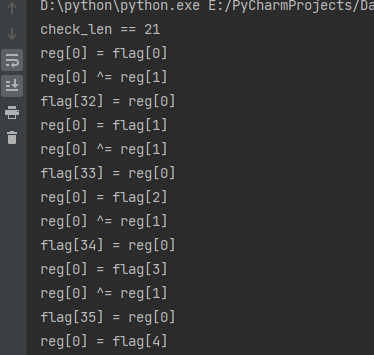 D:\python\python.exe E:/PyCharmProjects/Da
check_len == 21
reg[0] = flag[0]
reg[0] ^= reg[1]
flag[32] = reg[0]
reg[0] = flag[1]
reg[0] ^= reg[1]
flag[33] = reg[0]
reg[0] = flag[2]
reg[0] ^= reg[1]
flag[34] = reg[0]
reg[0] = flag[3]
reg[0] ^= reg[1]
flag[35] = reg[0]
reg[0] = flag[4]